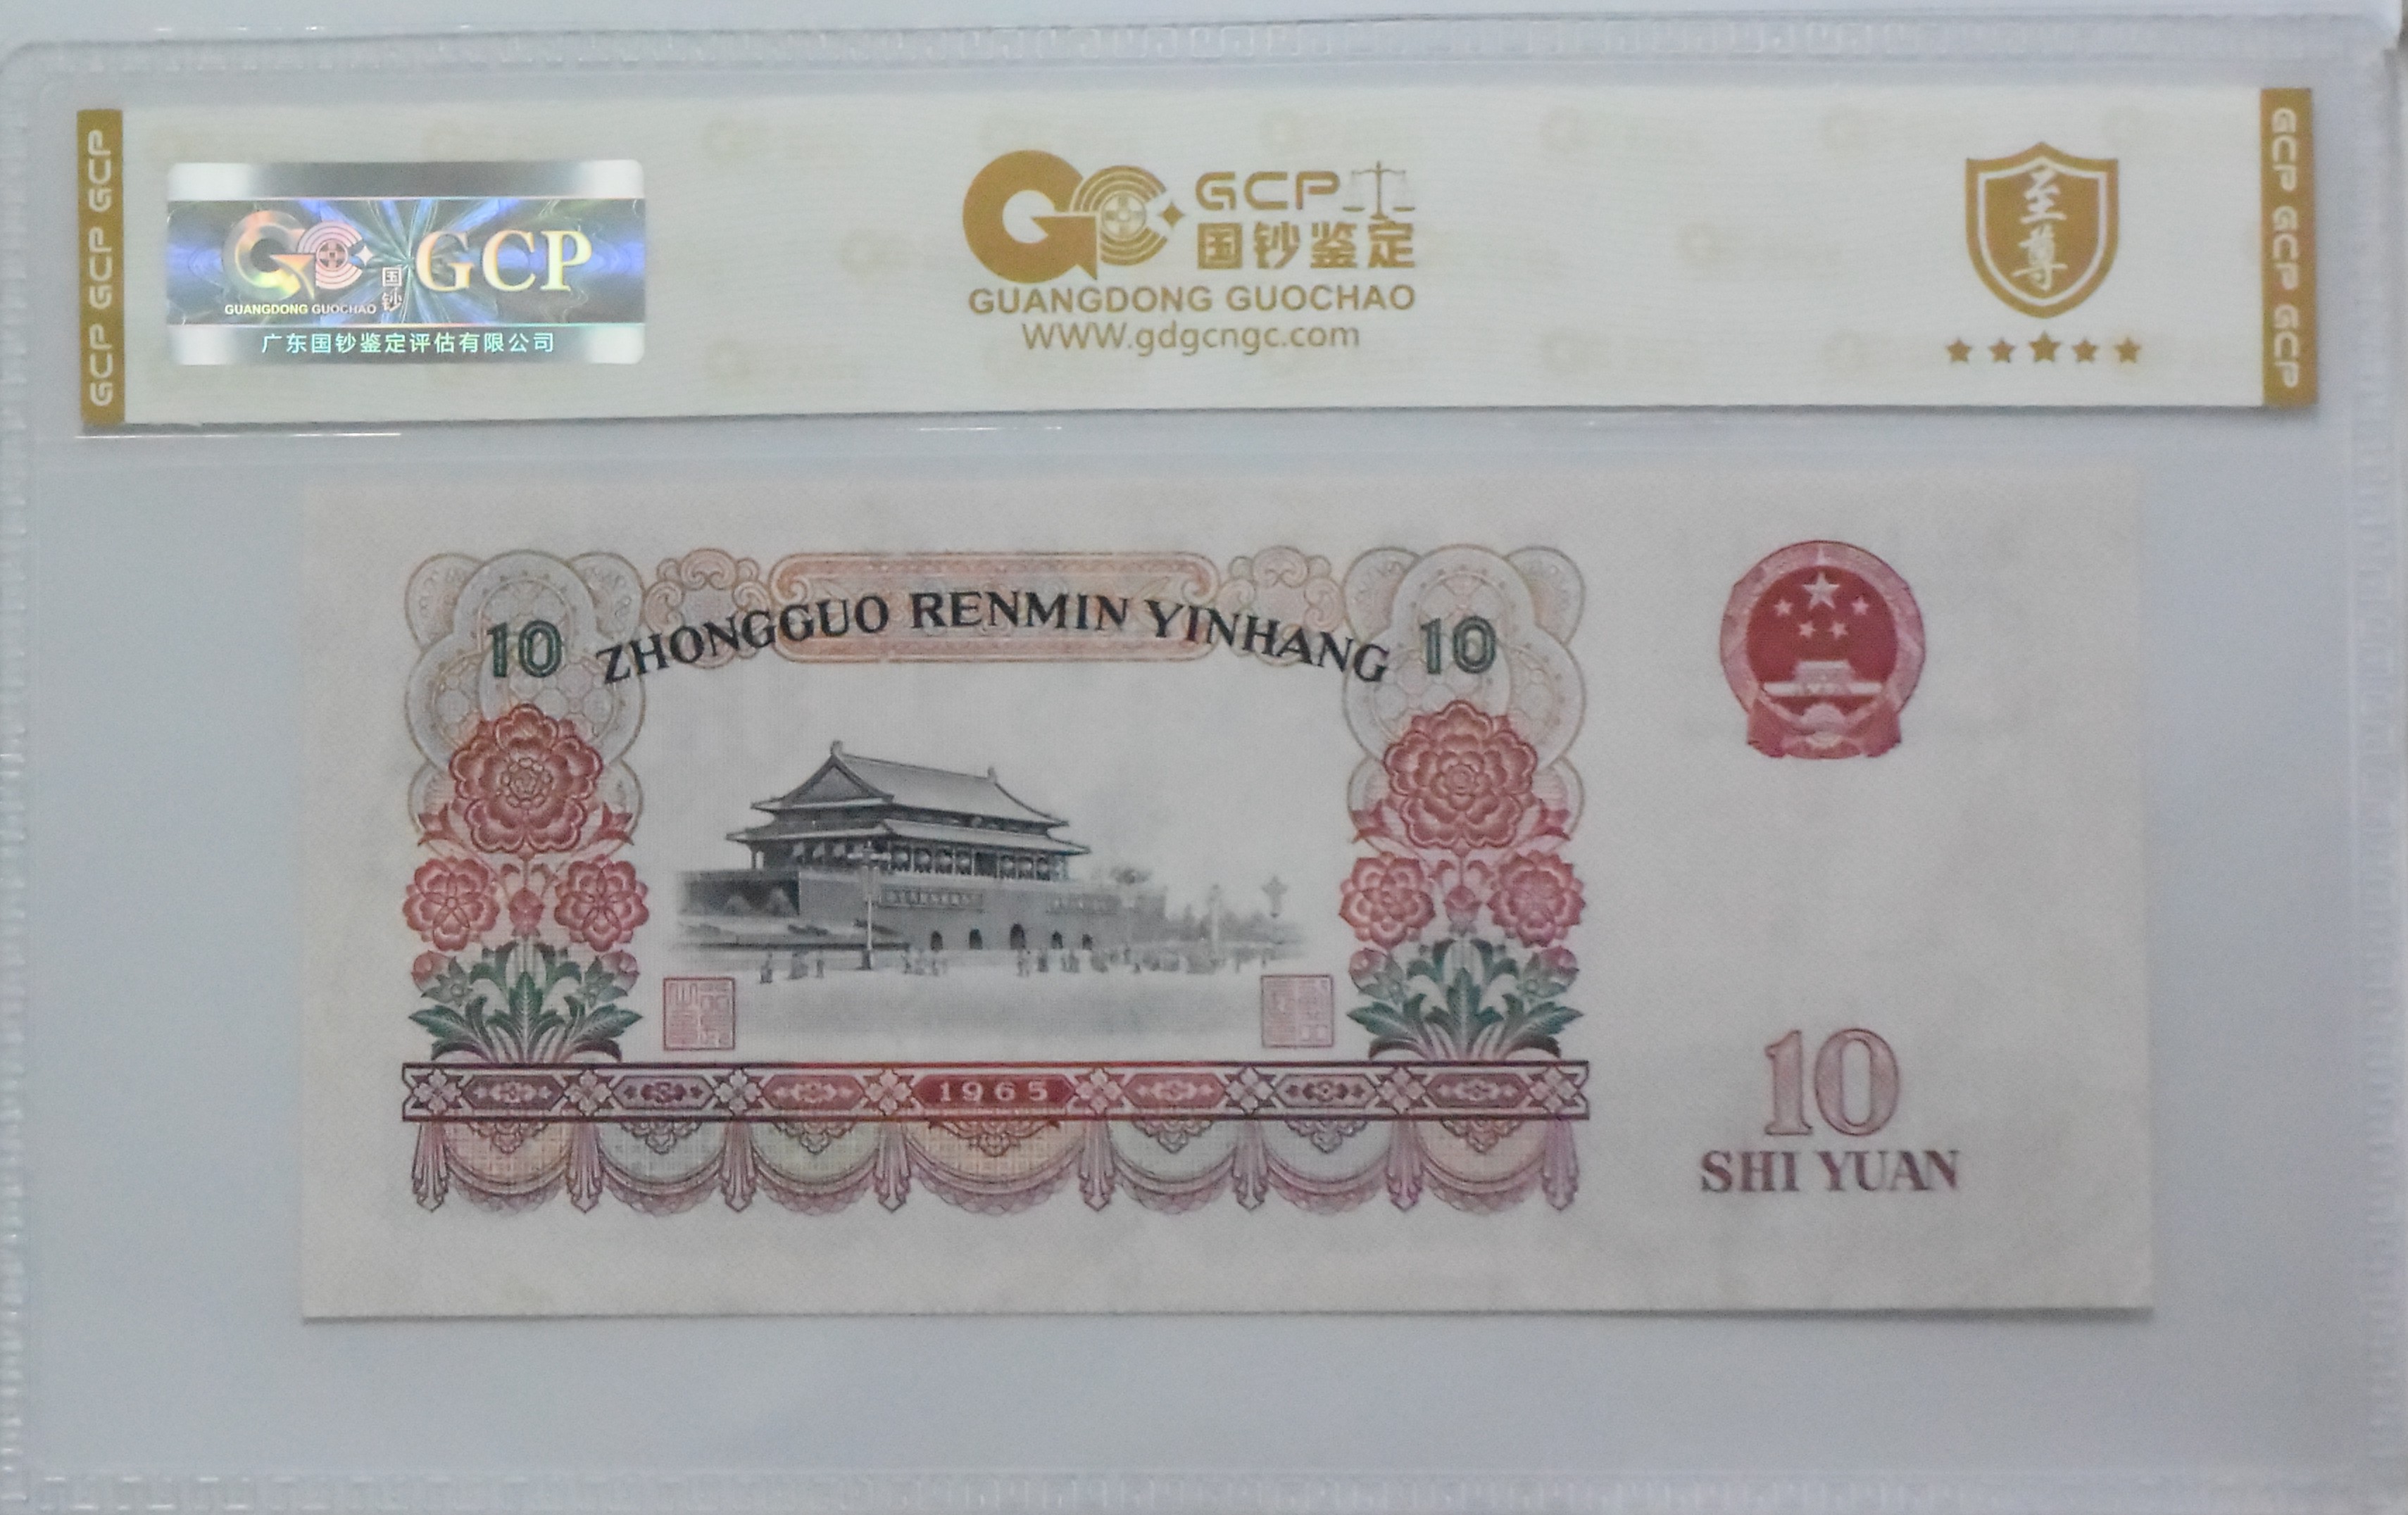 GCP GCP GCP
GCP
国钞
GUANGDONG GUOCHAO
广东国钞鉴定评估有限公司
GCP
国钞鉴定
GUANGDONG GUOCHAO
WWW.gdgcngc.com
至尊
GCP GCP GCP
10 ZHONGGUO RENMIN YINHANG 10
1965
10
SHI YUAN